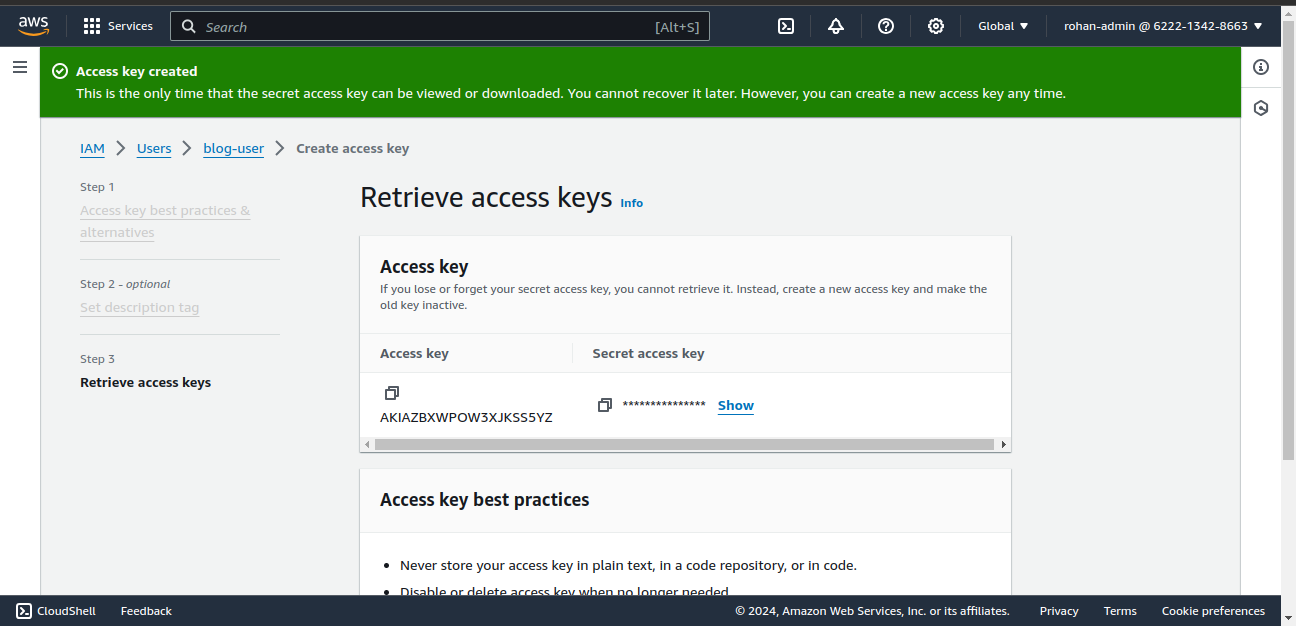 aws
Services
Search
[Alt+S]
Global
rohan-admin @ 6222-1342-8663
Access key created
This is the only time that the secret access key can be viewed or downloaded. You cannot recover it later. However, you can create a new access key any time.
IAM
Users
blog-user
Create access key
Step 1
Access key best practices &
alternatives
Step 2 - optional
Set description tag
Step 3
Retrieve access keys
Retrieve access keys Info
Access key
If you lose or forget your secret access key, you cannot retrieve it. Instead, create a new access key and make the
old key inactive.
Access key
Secret access key
AKIAZBXWPOW3XJKSS5YZ
*************** Show
Access key best practices
• Never store your access key in plain text, in a code repository, or in code.
• Disable or delete access key when no longer needed
CloudShell
Feedback
© 2024, Amazon Web Services, Inc. or its affiliates.
Privacy
Terms
Cookie preferences